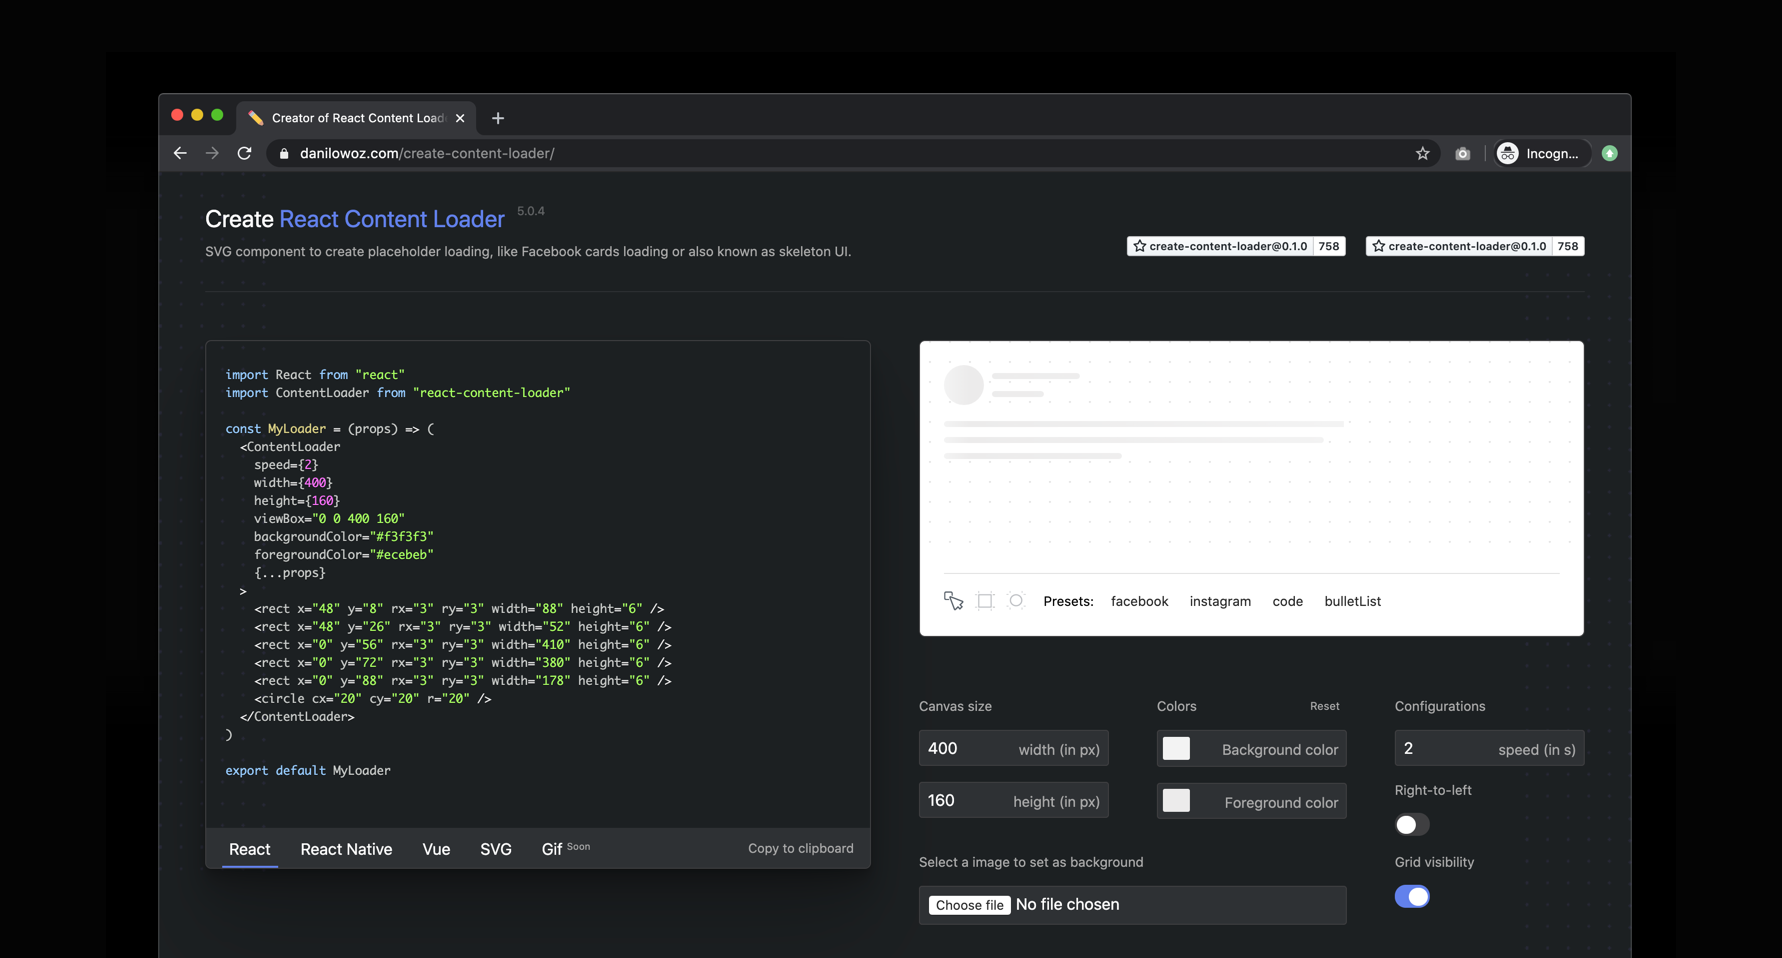 Creator of React Content Load
danilowoz.com/create-content-loader/
Incogn...
Create React Content Loader 5.0.4
SVG component to create placeholder loading, like Facebook cards loading or also known as skeleton UI.
create-content-loader@0.1.0 758
create-content-loader@0.1.0 758
import React from "react"
import ContentLoader from "react-content-loader"
const MyLoader = (props) => (
<ContentLoader
speed={2}
width={400}
height={160}
viewBox="0 0 400 160"
backgroundColor="#f3f3f3"
foregroundColor="#ecebeb"
{...props}
>
<rect x="48" y="8" rx="3" ry="3" width="88" height="6" />
<rect x="48" y="26" rx="3" ry="3" width="52" height="6" />
<rect x="0" y="56" rx="3" ry="3" width="410" height="6" />
<rect x="0" y="72" rx="3" ry="3" width="380" height="6" />
<rect x="0" y="88" rx="3" ry="3" width="178" height="6" />
<circle cx="20" cy="20" r="20" />
</ContentLoader>
)
export default MyLoader
React React Native Vue SVG Gif Soon Copy to clipboard
Presets: facebook instagram code bulletList
Canvas size
400 width (in px)
160 height (in px)
Colors Reset
Background color
Foreground color
Configurations
2 speed (in s)
Right-to-left
Grid visibility
Select a image to set as background
Choose file No file chosen